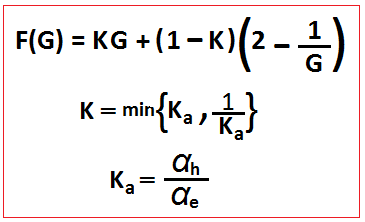 F(G) = KG + (1 – K)(2 – 1/G)
K = min{Ka , 1/Ka}
Ka = αh/αe